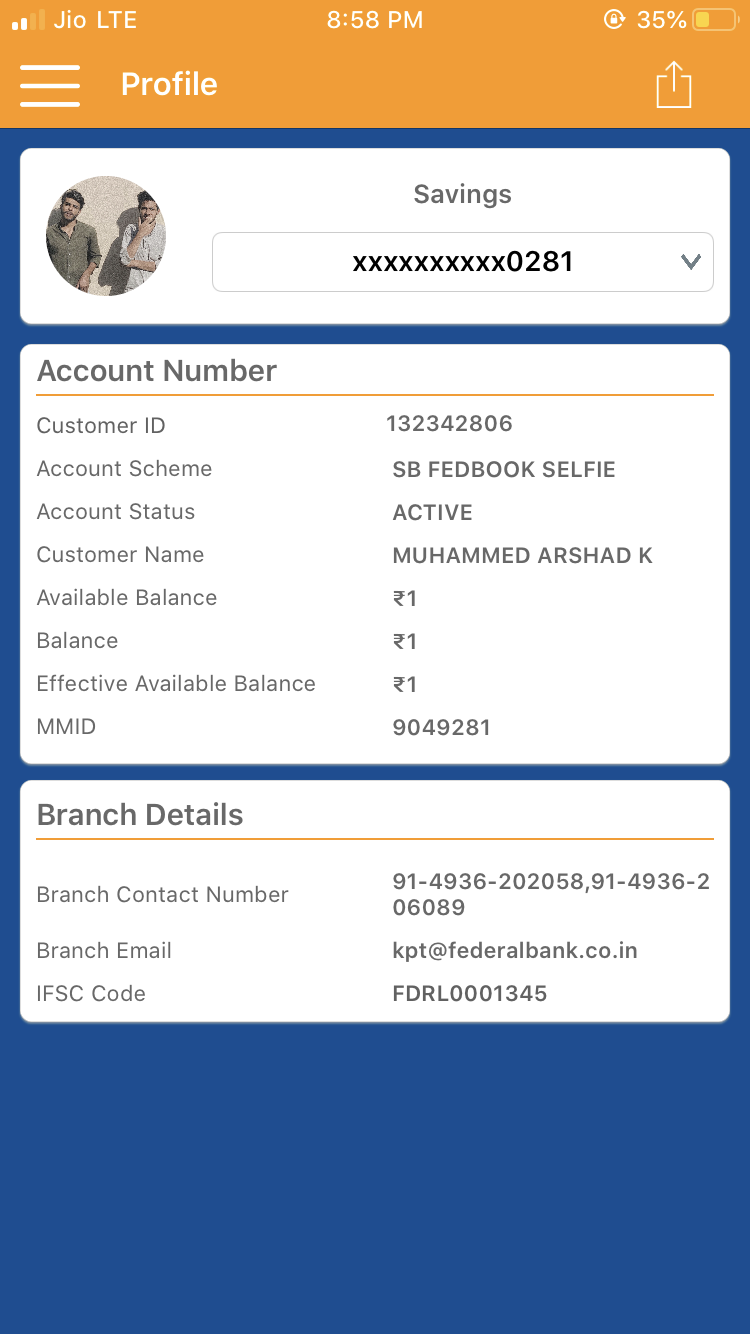 Jio LTE 8:58 PM 35%
Profile
Savings
xxxxxxxxxx0281
Account Number
Customer ID 132342806
Account Scheme SB FEDBOOK SELFIE
Account Status ACTIVE
Customer Name MUHAMMED ARSHAD K
Available Balance ₹1
Balance ₹1
Effective Available Balance ₹1
MMID 9049281
Branch Details
Branch Contact Number 91-4936-202058,91-4936-2
06089
Branch Email kpt@federalbank.co.in
IFSC Code FDRL0001345